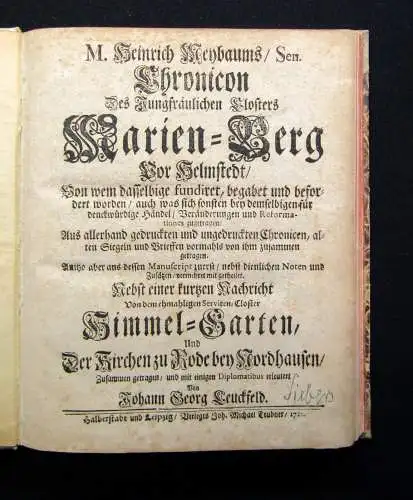 M. Heinrich Meybaums/ Sen.
Chronicon
Des Jungfräulichen Closters
Marien-Berg
Vor Helmstedt/
Von wem dasselbige fundiret, begabet und befor-
dert worden/ auch was sich sonsten bey demselbigen für
denckwürdige Händel/ Veränderungen und Reforma-
tiones zugetragen/
Aus allerhand gedruckten und ungedruckten Chronicen, al-
ten Siegeln und Brieffen vormahls von ihm zusammen
getragen.
Anitzo aber aus dessen Manuscript zuerst/ nebst dienlichen Noten und
Zusätzen/ vermehret mit getheilet.
Nebst einer kurtzen Nachricht
Von dem ehmahligen Serviten-Closter
Himmel-Garten,
Und
Der Kirchen zu Rode bey Nordhausen/
Zusammen getragen/ und mit einigen Diplomatibus erleutert
Von
Johann Georg Leuckfeld.
Halberstadt und Leipzig/ Verlegts Joh. Michael Teubner/